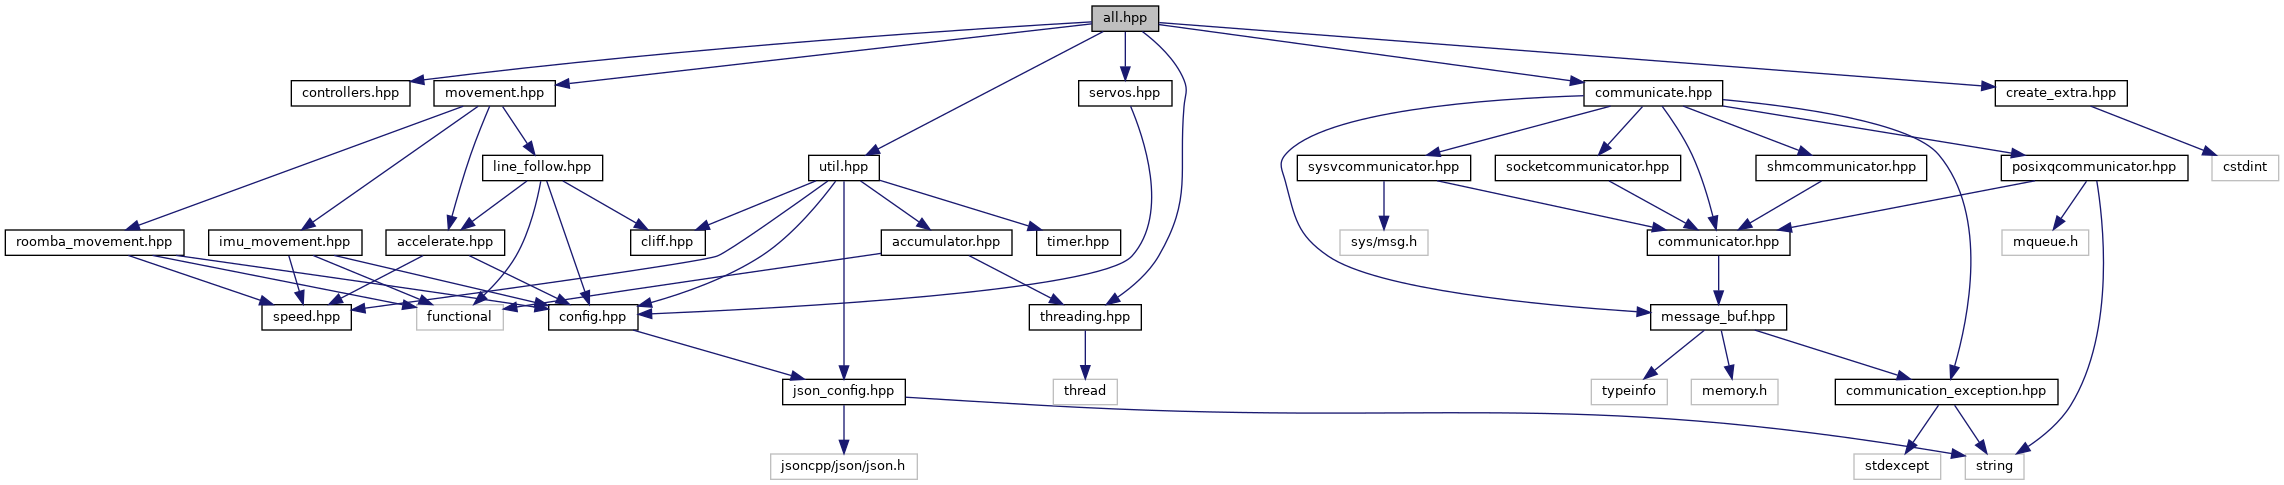 all.hpp
controllers.hpp
movement.hpp
servos.hpp
communicate.hpp
create_extra.hpp
line_follow.hpp
util.hpp
sysvcommunicator.hpp
socketcommunicator.hpp
shmcommunicator.hpp
posixqcommunicator.hpp
cstdint
roomba_movement.hpp
imu_movement.hpp
accelerate.hpp
cliff.hpp
accumulator.hpp
timer.hpp
sys/msg.h
communicator.hpp
mqueue.h
speed.hpp
functional
config.hpp
threading.hpp
message_buf.hpp
json_config.hpp
thread
typeinfo
memory.h
communication_exception.hpp
jsoncpp/json/json.h
stdexcept
string